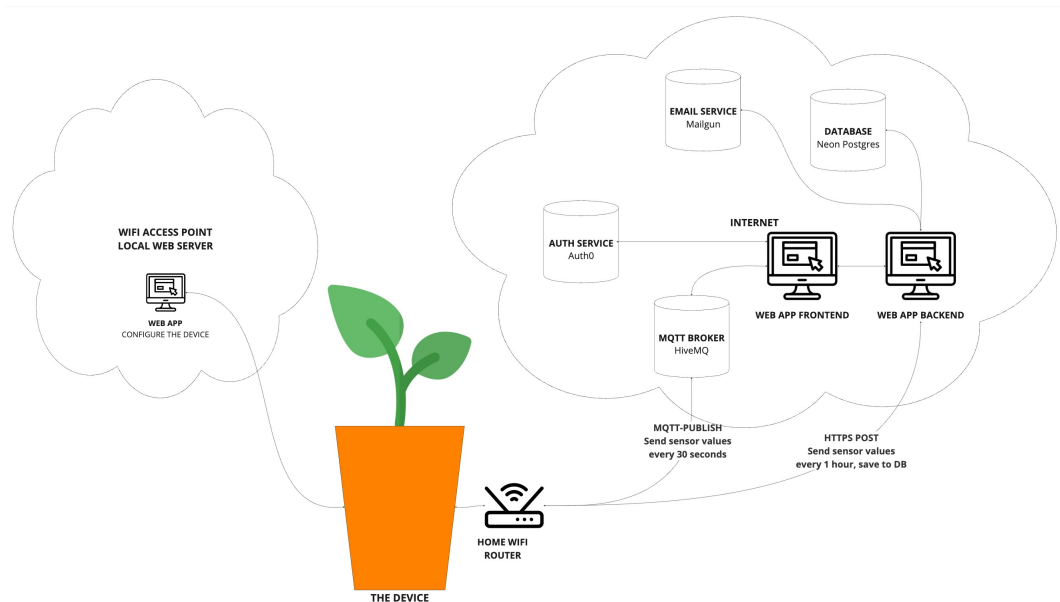 EMAIL SERVICE
Mailgun
DATABASE
Neon Postgres
WIFI ACCESS POINT
LOCAL WEB SERVER
INTERNET
AUTH SERVICE
Auth0
WEB APP
CONFIGURE THE DEVICE
WEB APP FRONTEND
WEB APP BACKEND
MQTT BROKER
HiveMQ
MQTT-PUBLISH
Send sensor values
every 30 seconds
HTTPS POST
Send sensor values
every 1 hour, save to DB
HOME WIFI
ROUTER
THE DEVICE